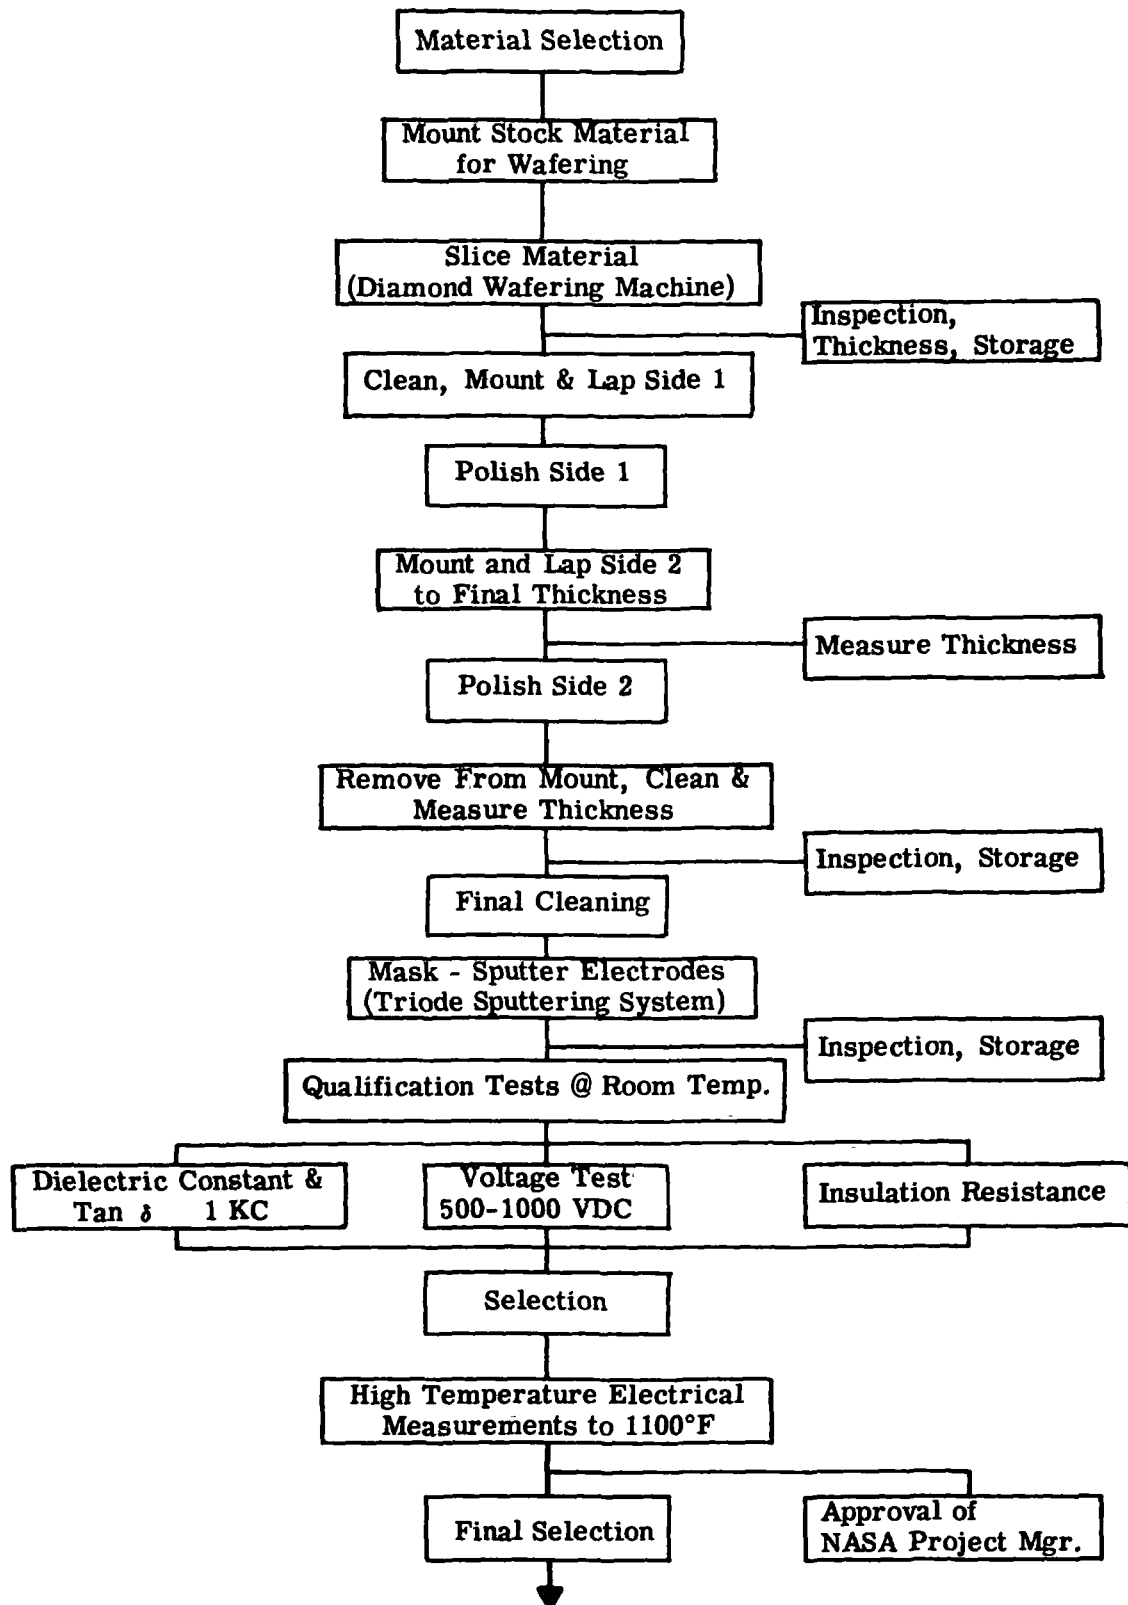 Material Selection
Mount Stock Material
for Wafering
Slice Material
(Diamond Wafering Machine)
Inspection,
Thickness, Storage
Clean, Mount & Lap Side 1
Polish Side 1
Mount and Lap Side 2
to Final Thickness
Measure Thickness
Polish Side 2
Remove From Mount, Clean &
Measure Thickness
Inspection, Storage
Final Cleaning
Mask - Sputter Electrodes
(Triode Sputtering System)
Inspection, Storage
Qualification Tests @ Room Temp.
Dielectric Constant &
Tan δ 1 KC
Voltage Test
500-1000 VDC
Insulation Resistance
Selection
High Temperature Electrical
Measurements to 1100°F
Final Selection
Approval of
NASA Project Mgr.